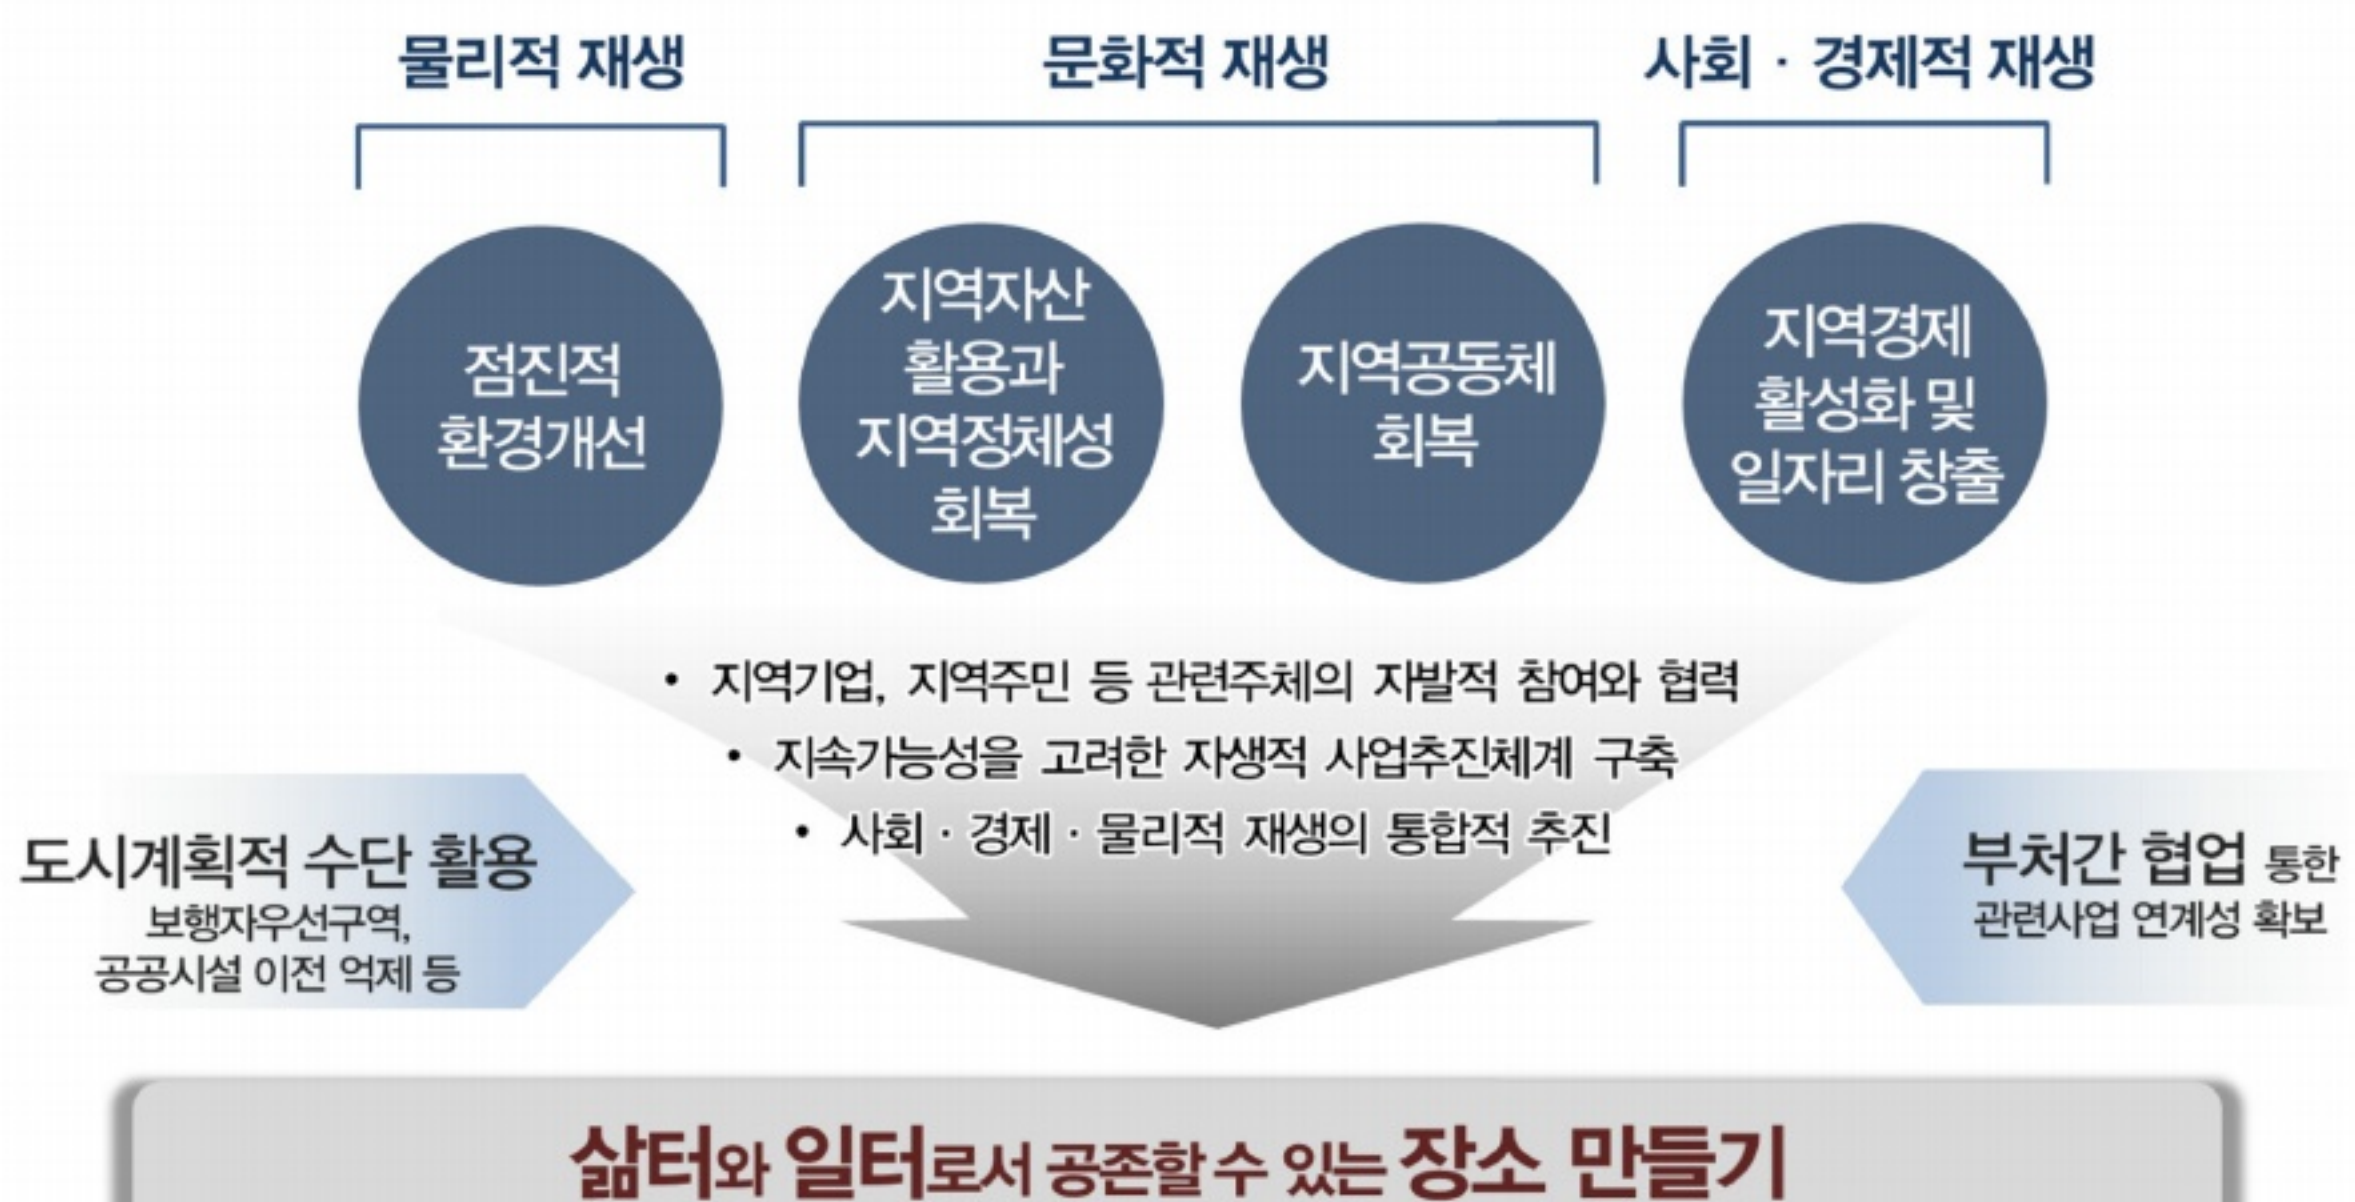 물리적 재생
문화적 재생
사회 · 경제적 재생
점진적
환경개선
지역자산
활용과
지역정체성
회복
지역공동체
회복
지역경제
활성화 및
일자리 창출
• 지역기업, 지역주민 등 관련주체의 자발적 참여와 협력
• 지속가능성을 고려한 자생적 사업추진체계 구축
• 사회 · 경제 · 물리적 재생의 통합적 추진
도시계획적 수단 활용
보행자우선구역,
공공시설 이전 억제 등
부처간 협업 통한
관련사업 연계성 확보
삶터와 일터로서 공존할 수 있는 장소 만들기